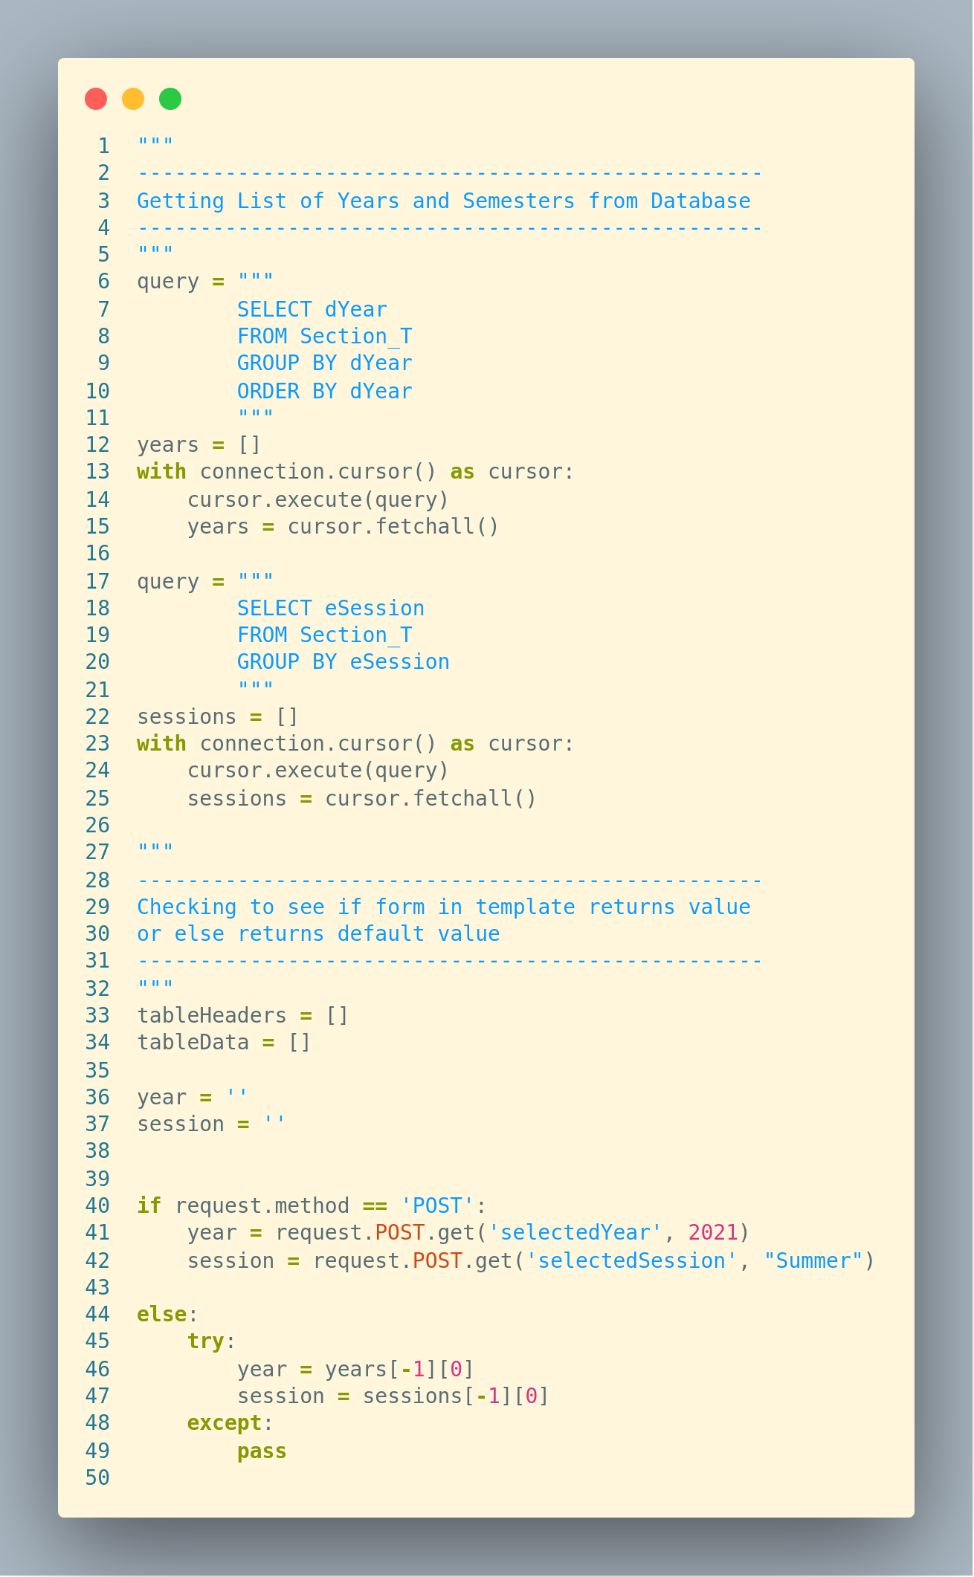 1 """
2 --------------------------------------------------
3 Getting List of Years and Semesters from Database
4 --------------------------------------------------
5 """
6 query = """
7         SELECT dYear
8         FROM Section_T
9         GROUP BY dYear
10         ORDER BY dYear
11         """
12 years = []
13 with connection.cursor() as cursor:
14     cursor.execute(query)
15     years = cursor.fetchall()
16
17 query = """
18         SELECT eSession
19         FROM Section_T
20         GROUP BY eSession
21         """
22 sessions = []
23 with connection.cursor() as cursor:
24     cursor.execute(query)
25     sessions = cursor.fetchall()
26
27 """
28 --------------------------------------------------
29 Checking to see if form in template returns value
30 or else returns default value
31 --------------------------------------------------
32 """
33 tableHeaders = []
34 tableData = []
35
36 year = ''
37 session = ''
38
39
40 if request.method == 'POST':
41     year = request.POST.get('selectedYear', 2021)
42     session = request.POST.get('selectedSession', "Summer")
43
44 else:
45     try:
46         year = years[-1][0]
47         session = sessions[-1][0]
48     except:
49         pass
50